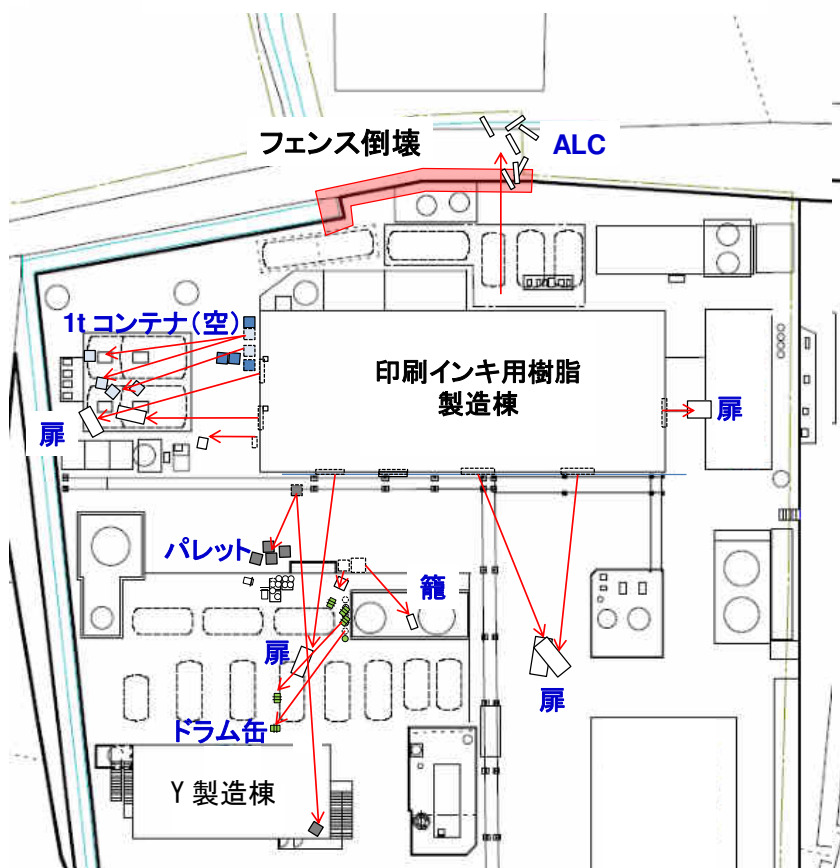 フェンス倒壊
ALC
1t コンテナ(空)
印刷インキ用樹脂
製造棟
扉
扉
パレット
籠
扉
扉
ドラム缶
Y 製造棟